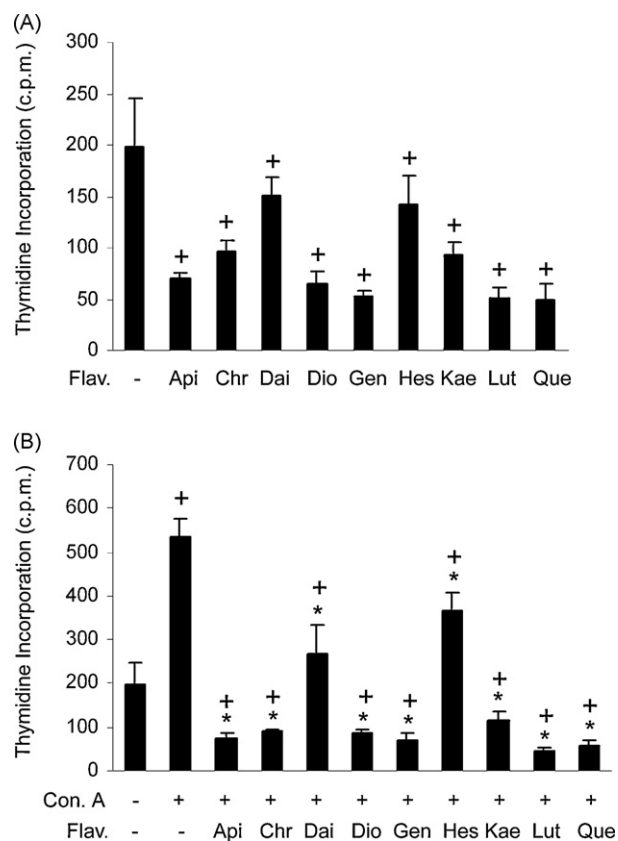 (A)
Thymidine Incorporation (c.p.m.)
300
250
200
150
100
50
0
+ + + + + + + + +
Flav. - Api Chr Dai Dio Gen Hes Kae Lut Que
(B)
Thymidine Incorporation (c.p.m.)
700
600
500
400
300
200
100
0
+ + + + + + + + + +
* * * * * * * * *
Con. A - + + + + + + + + + +
Flav. - - Api Chr Dai Dio Gen Hes Kae Lut Que